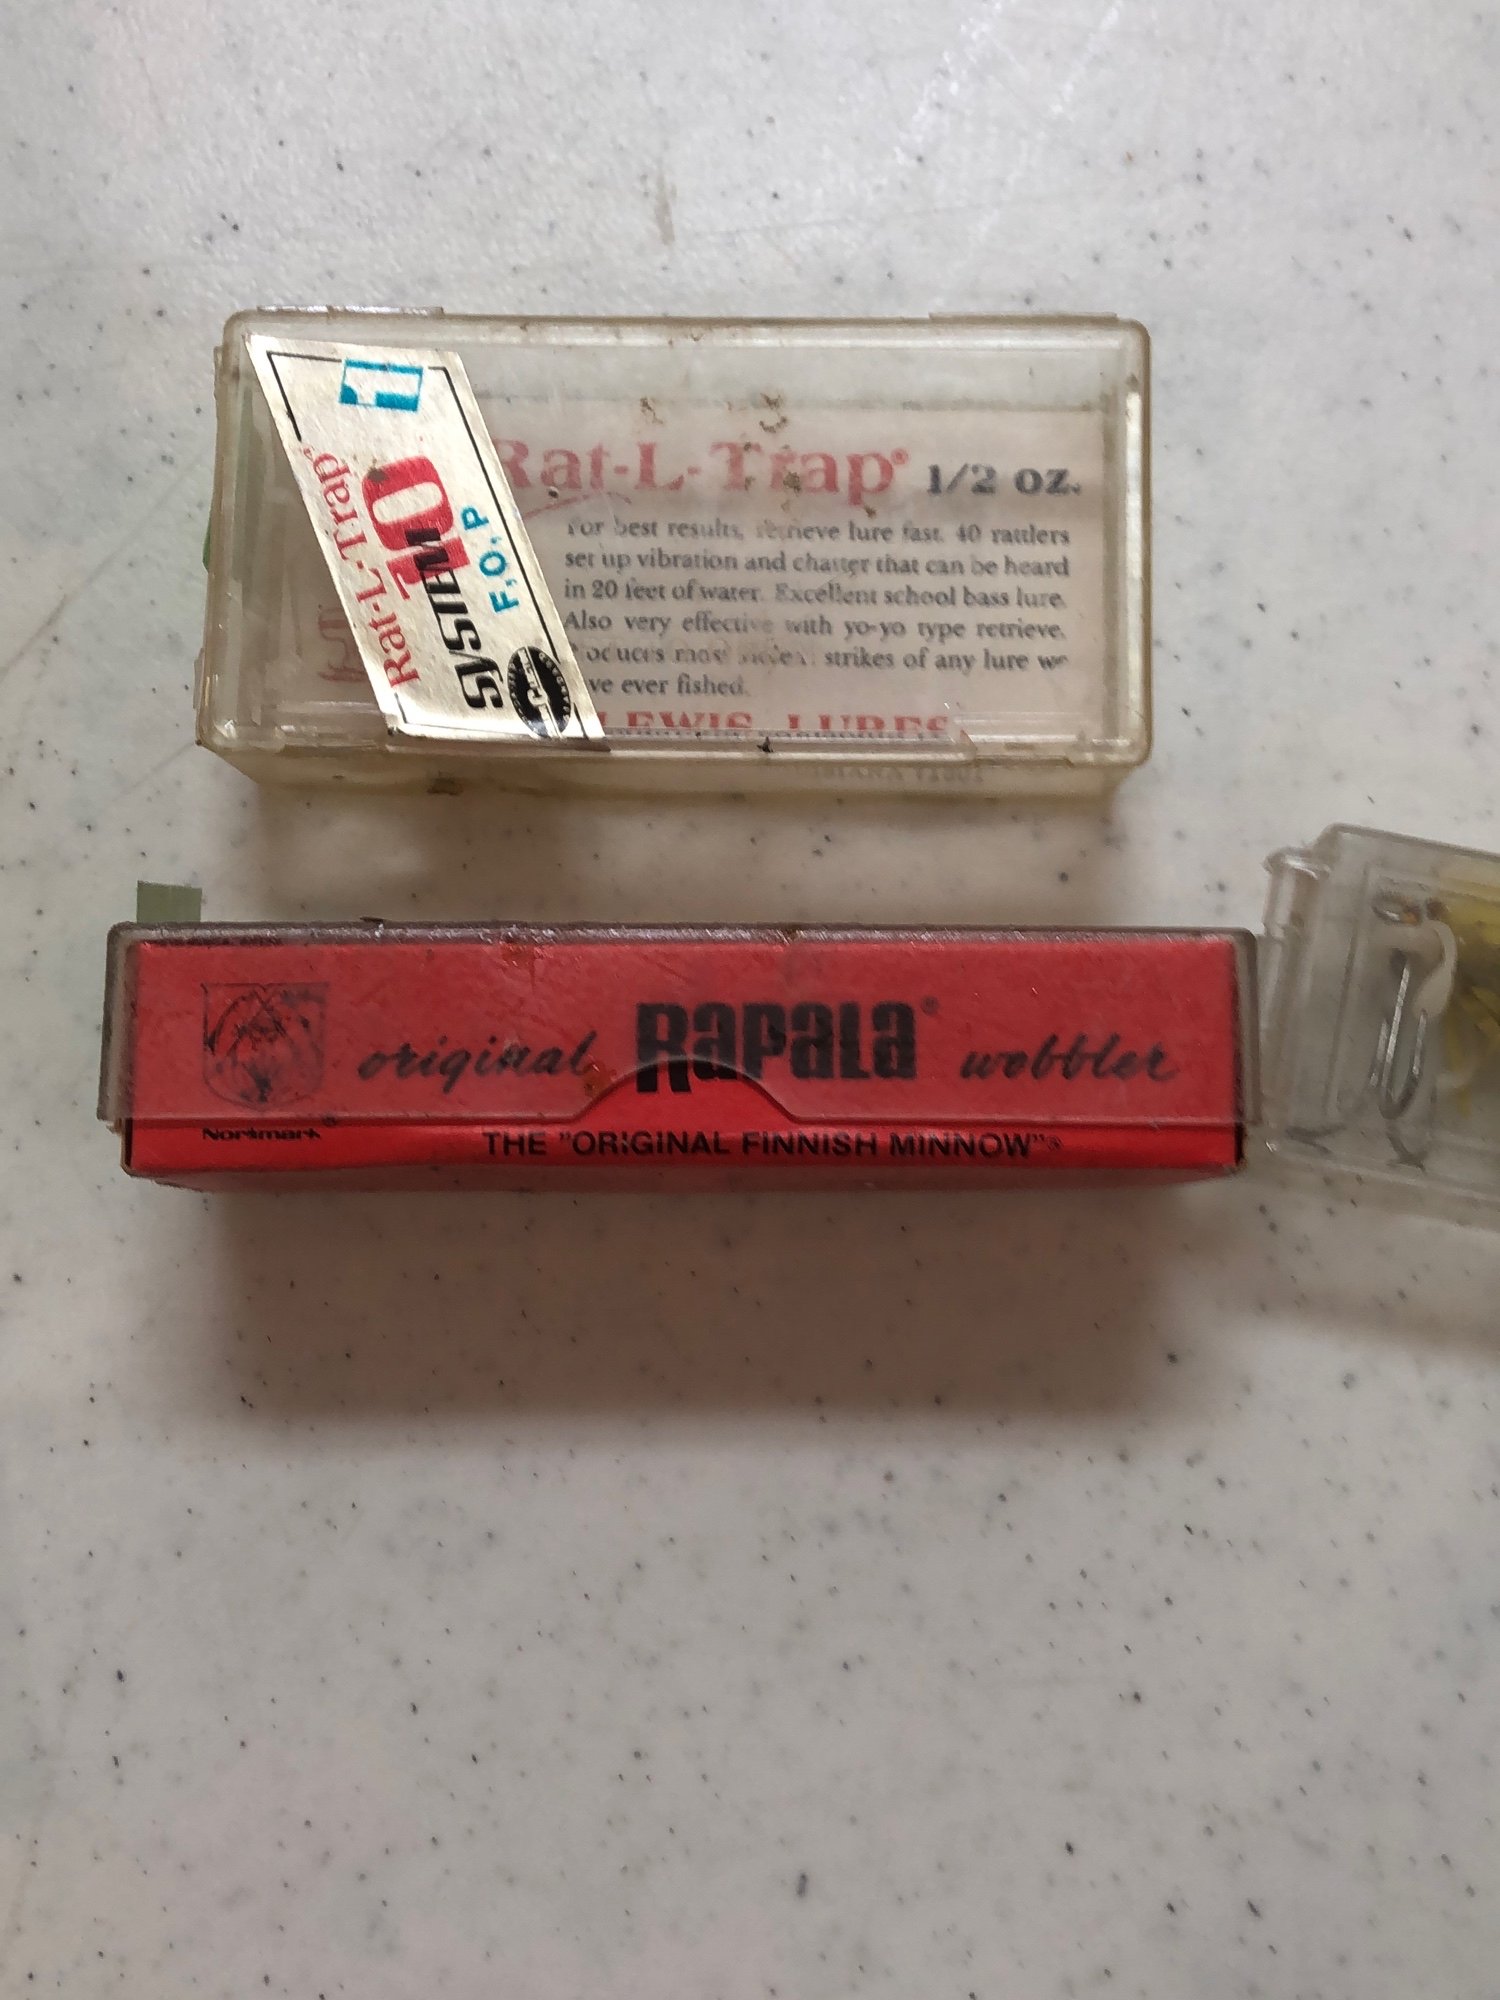 Rat-L-Trap
10
SYSTEM
F.O.P
Rat-L-Trap® 1/2 oz.
For best results, retrieve lure fast. 40 rattlers
set up vibration and chatter that can be heard
in 20 feet of water. Excellent school bass lure.
Also very effective with yo-yo type retrieve.
strikes of any lure we
ve ever fished.
LEWIS LURES
71601
original RAPALA® wobbler
Normark®
THE "ORIGINAL FINNISH MINNOW"®